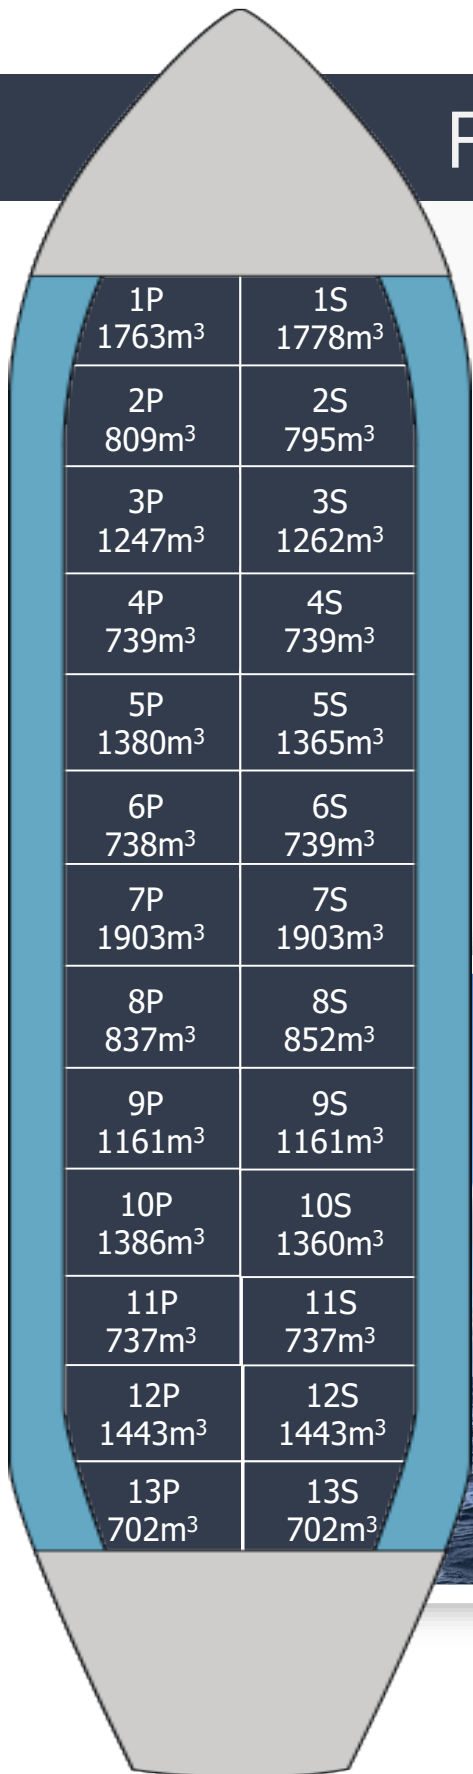 F
1P 1S
1763m³ 1778m³
2P 2S
809m³ 795m³
3P 3S
1247m³ 1262m³
4P 4S
739m³ 739m³
5P 5S
1380m³ 1365m³
6P 6S
738m³ 739m³
7P 7S
1903m³ 1903m³
8P 8S
837m³ 852m³
9P 9S
1161m³ 1161m³
10P 10S
1386m³ 1360m³
11P 11S
737m³ 737m³
12P 12S
1443m³ 1443m³
13P 13S
702m³ 702m³